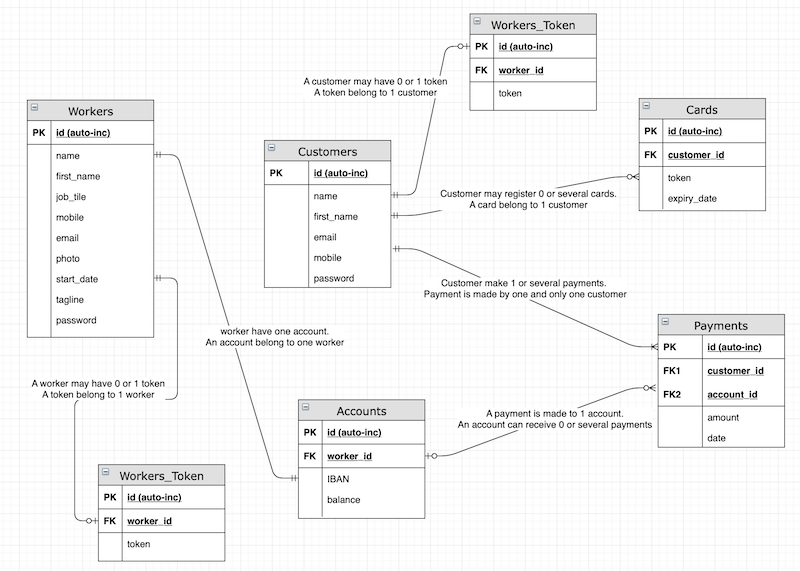 Workers_Token
PK id (auto-inc)
FK worker_id
token
A customer may have 0 or 1 token
A token belong to 1 customer
Workers
PK id (auto-inc)
name
first_name
job_tile
mobile
email
photo
start_date
tagline
password
Customers
PK id (auto-inc)
name
first_name
email
mobile
password
Cards
PK id (auto-inc)
FK customer_id
token
expiry_date
Customer may register 0 or several cards.
A card belong to 1 customer
Customer make 1 or several payments.
Payment is made by one and only one customer
worker have one account.
An account belong to one worker
Payments
PK id (auto-inc)
FK1 customer_id
FK2 account_id
amount
date
A worker may have 0 or 1 token
A token belong to 1 worker
Accounts
PK id (auto-inc)
FK worker_id
IBAN
balance
A payment is made to 1 account.
An account can receive 0 or several payments
Workers_Token
PK id (auto-inc)
FK worker_id
token